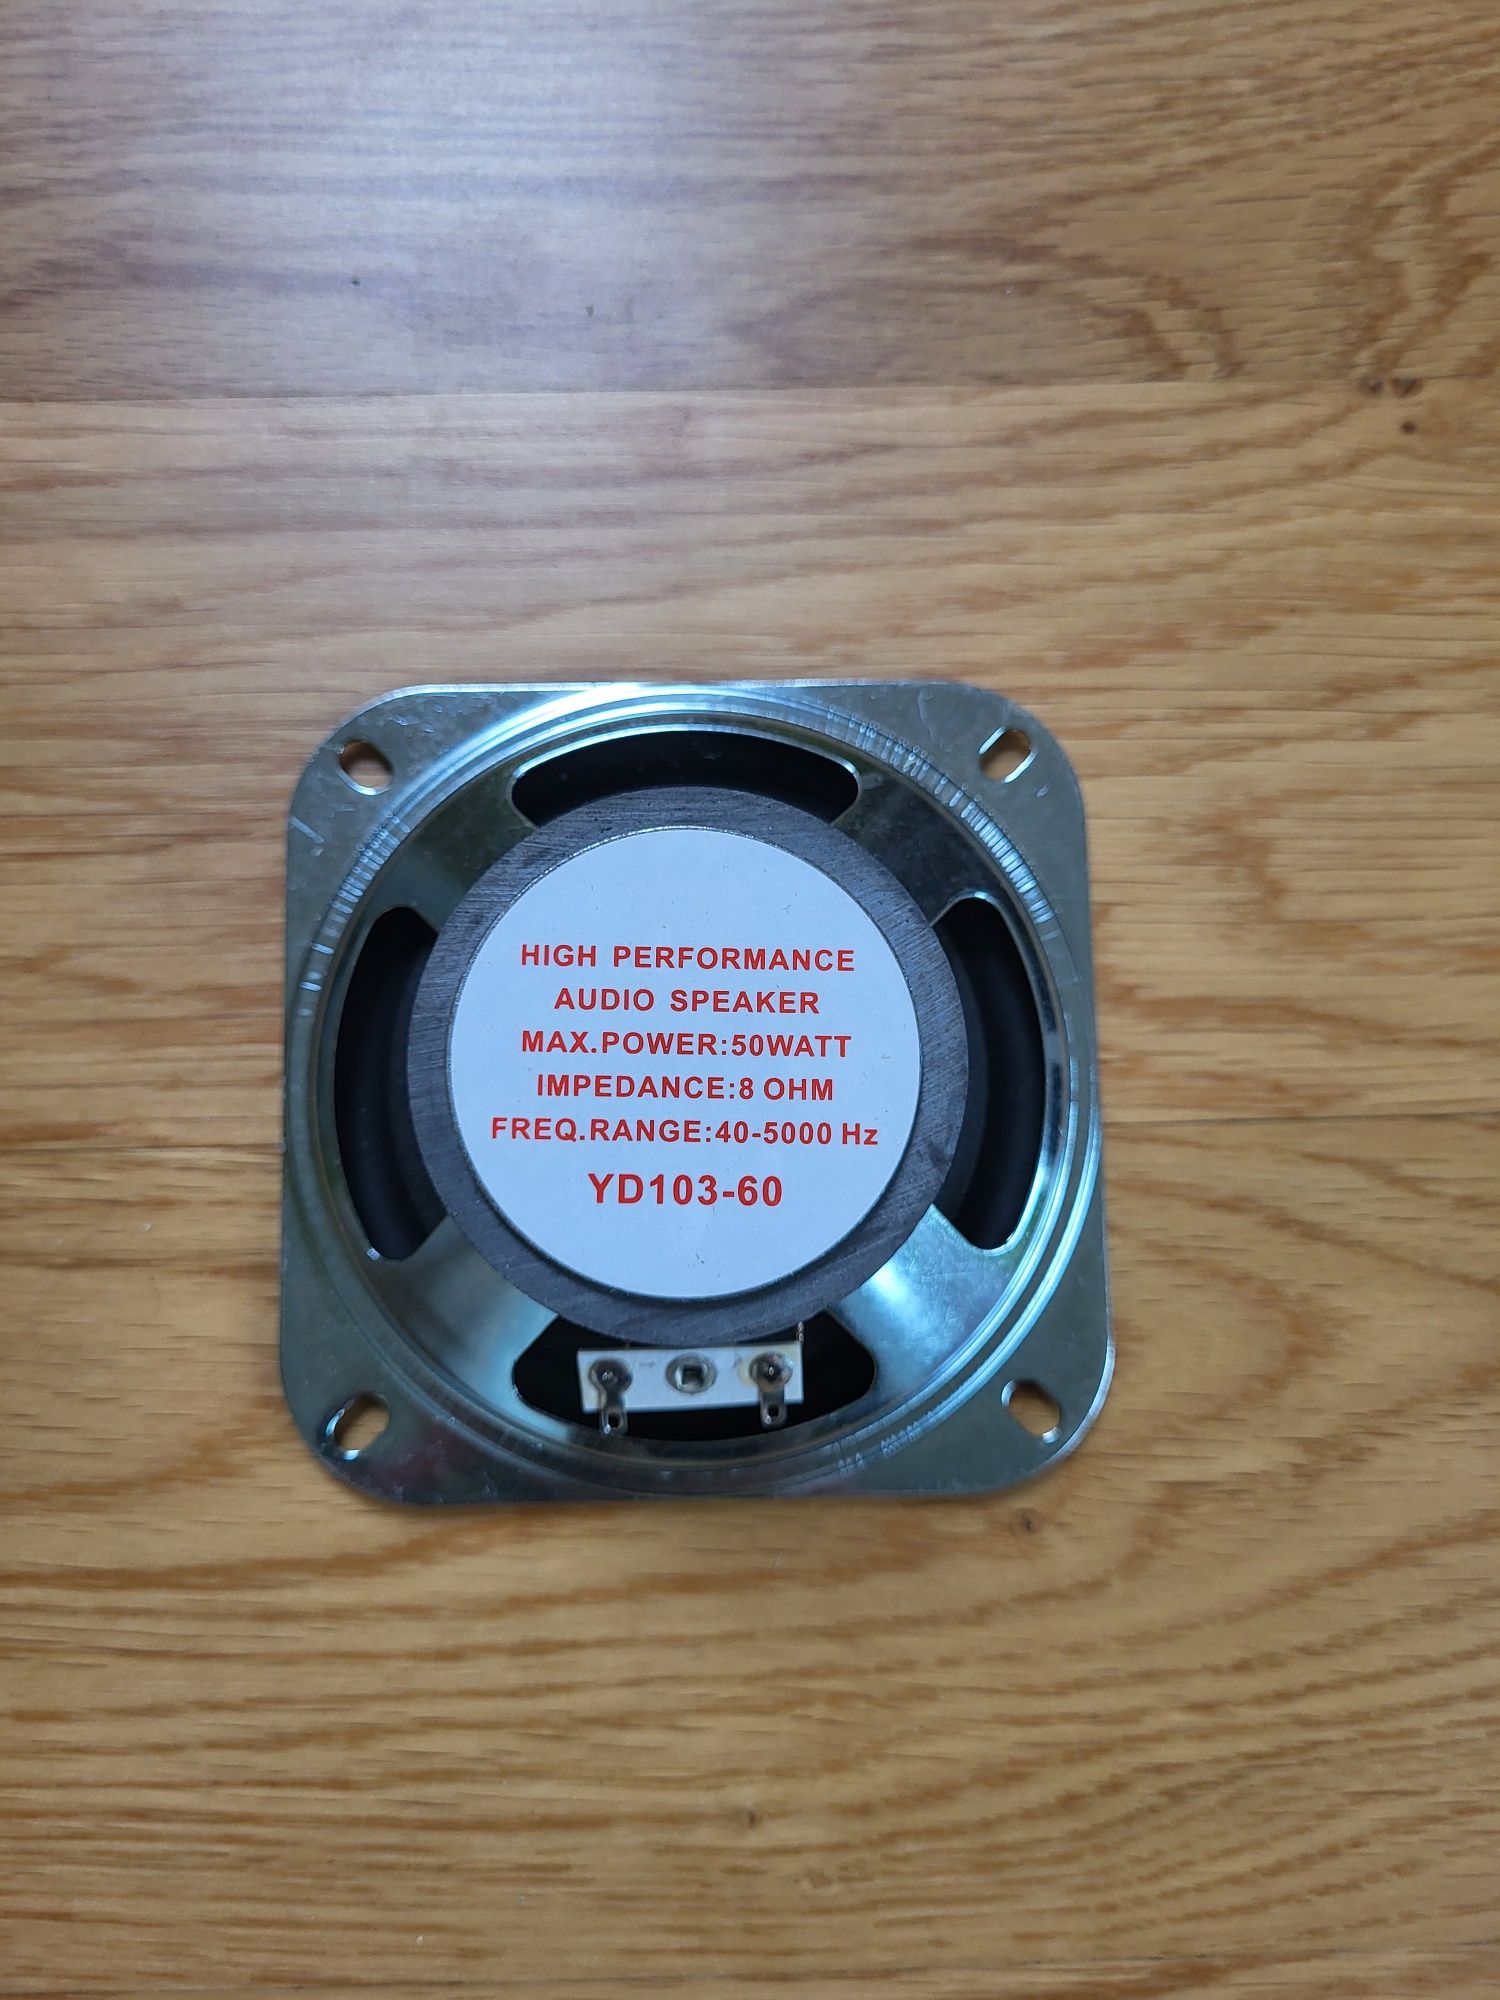 HIGH PERFORMANCE
AUDIO SPEAKER
MAX.POWER:50WATT
IMPEDANCE:8 OHM
FREQ.RANGE:40-5000 Hz
YD103-60